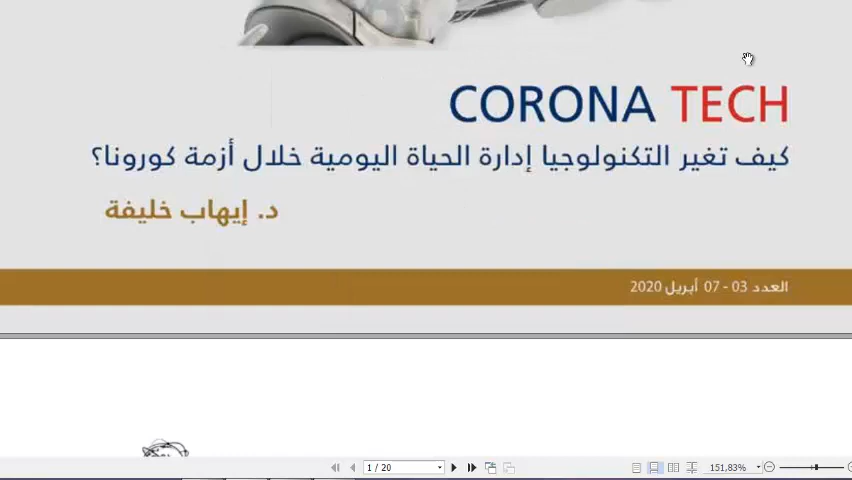 CORONA TECH
كيف تغير التكنولوجيا إدارة الحياة اليومية خلال أزمة كورونا؟
د. إيهاب خليفة
العدد 03 - 07 أبريل 2020
1 / 20
151,83%